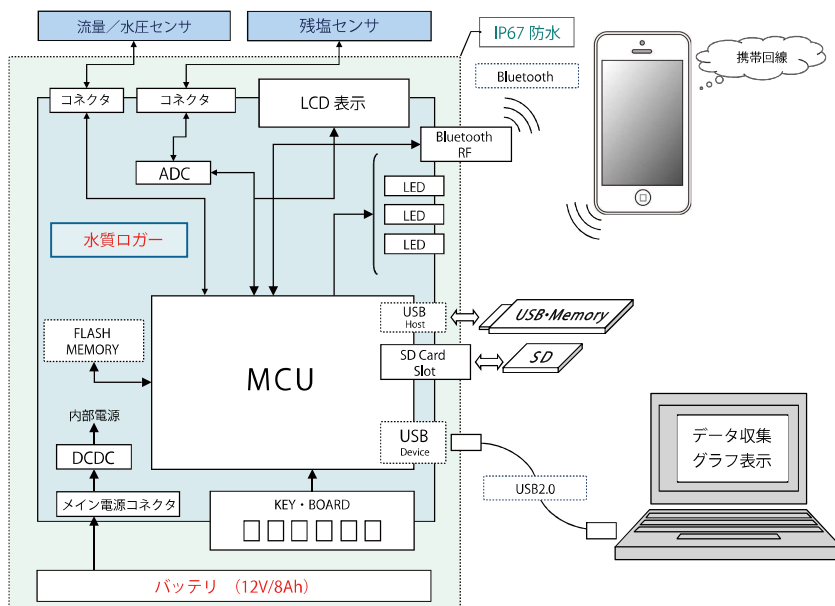 流量／水圧センサ
残塩センサ
IP67 防水
Bluetooth
携帯回線
コネクタ
コネクタ
LCD 表示
Bluetooth
RF
ADC
LED
LED
LED
水質ロガー
USB
Host
USB・Memory
FLASH
MEMORY
MCU
SD Card
Slot
SD
内部電源
DCDC
USB
Device
データ収集
グラフ表示
メイン電源コネクタ
KEY・BOARD
USB2.0
バッテリ （12V/8Ah）